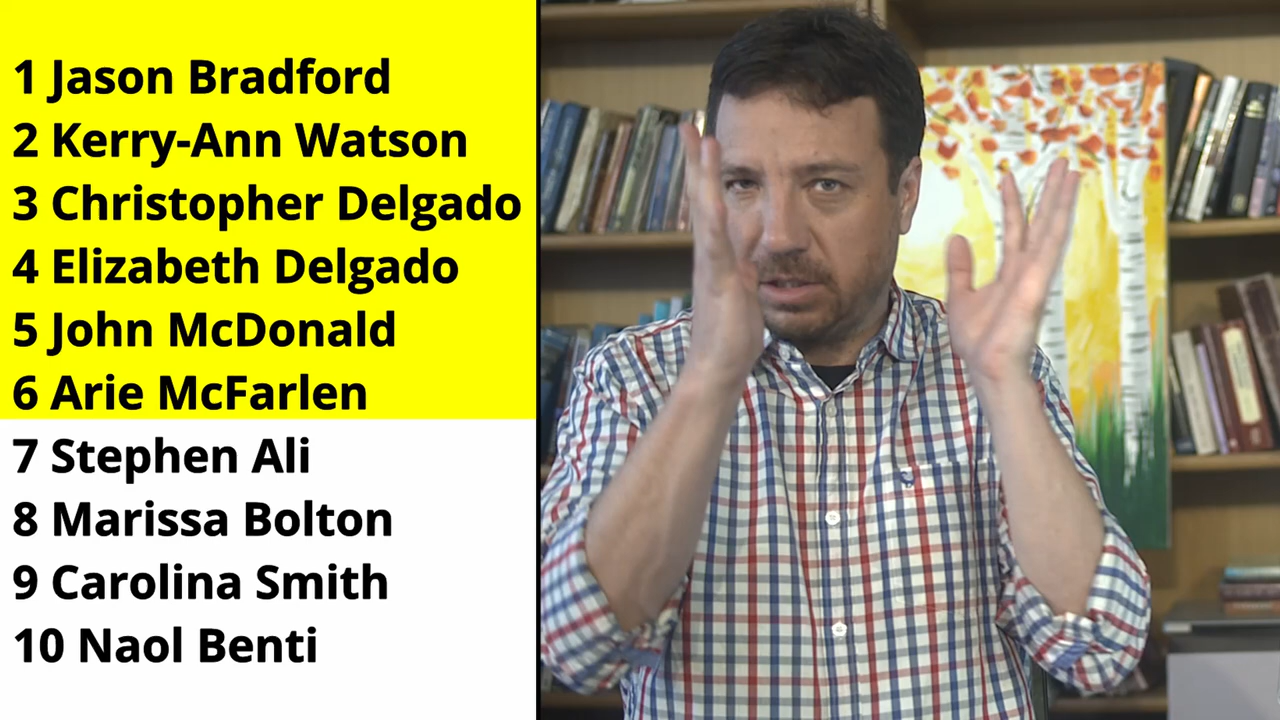 1 Jason Bradford
2 Kerry-Ann Watson
3 Christopher Delgado
4 Elizabeth Delgado
5 John McDonald
6 Arie McFarlen
7 Stephen Ali
8 Marissa Bolton
9 Carolina Smith
10 Naol Benti